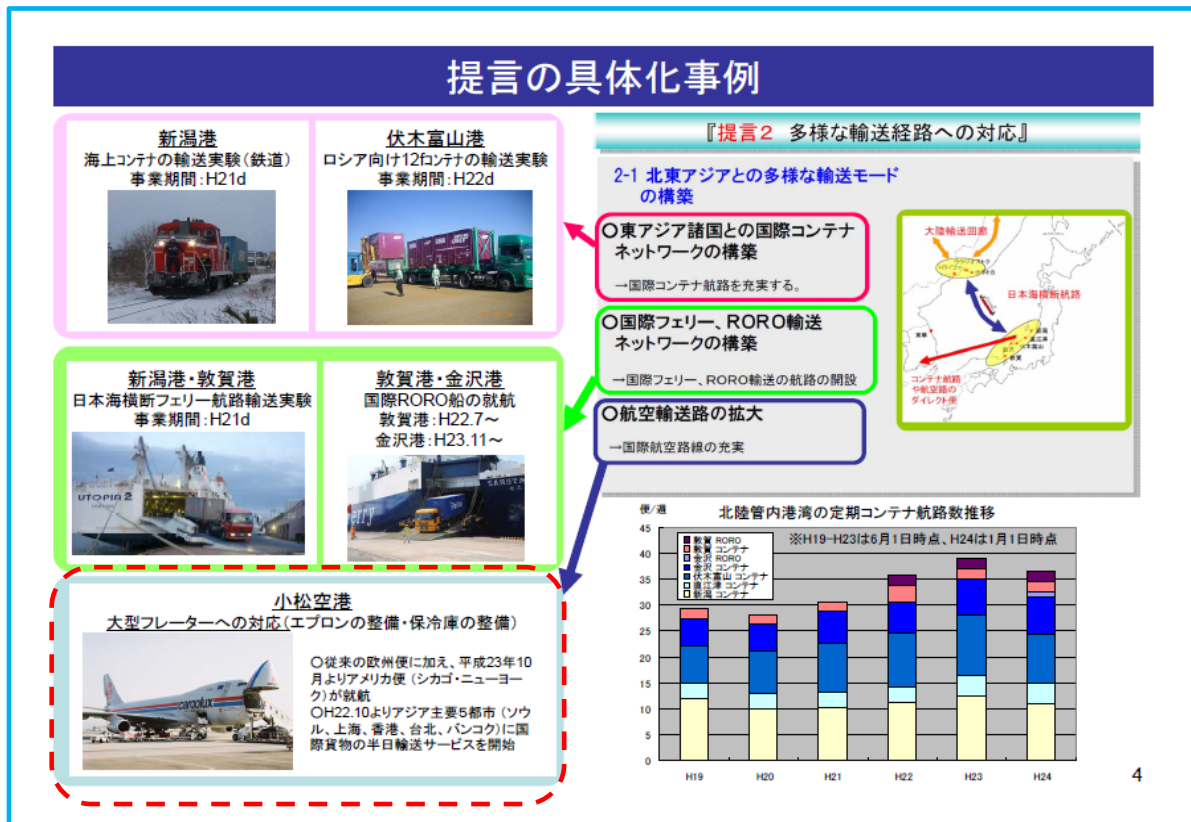 提言の具体化事例
新潟港
海上コンテナの輸送実験（鉄道）
事業期間：H21d
伏木富山港
ロシア向け12fコンテナの輸送実験
事業期間：H22d
新潟港・敦賀港
日本海横断フェリー航路輸送実験
事業期間：H21d
UTOPIA 2
敦賀港・金沢港
国際RORO船の就航
敦賀港：H22.7～
金沢港：H23.11～
小松空港
大型フレーターへの対応（エプロンの整備・保冷庫の整備）
cargolux
○従来の欧州便に加え、平成23年10
月よりアメリカ便（シカゴ・ニューヨー
ク）が就航
○H22.10よりアジア主要5都市（ソウ
ル、上海、香港、台北、バンコク）に国
際貨物の半日輸送サービスを開始
『提言２ 多様な輸送経路への対応』
2-1 北東アジアとの多様な輸送モード
の構築
○東アジア諸国との国際コンテナ
ネットワークの構築
→国際コンテナ航路を充実する。
○国際フェリー、RORO輸送
ネットワークの構築
→国際フェリー、RORO輸送の航路の開設
○航空輸送路の拡大
→国際航空路線の充実
大陸輸送回廊
日本海横断航路
新潟
直江津
伏木富山
金沢
敦賀
コンテナ航路
や航空路の
ダイレクト便
便/週
北陸管内港湾の定期コンテナ航路数推移
※H19-H23は6月1日時点、H24は1月1日時点
敦賀 RORO
敦賀 コンテナ
金沢 RORO
金沢 コンテナ
伏木富山 コンテナ
直江津 コンテナ
新潟 コンテナ
45
40
35
30
25
20
15
10
5
0
H19 H20 H21 H22 H23 H24
4